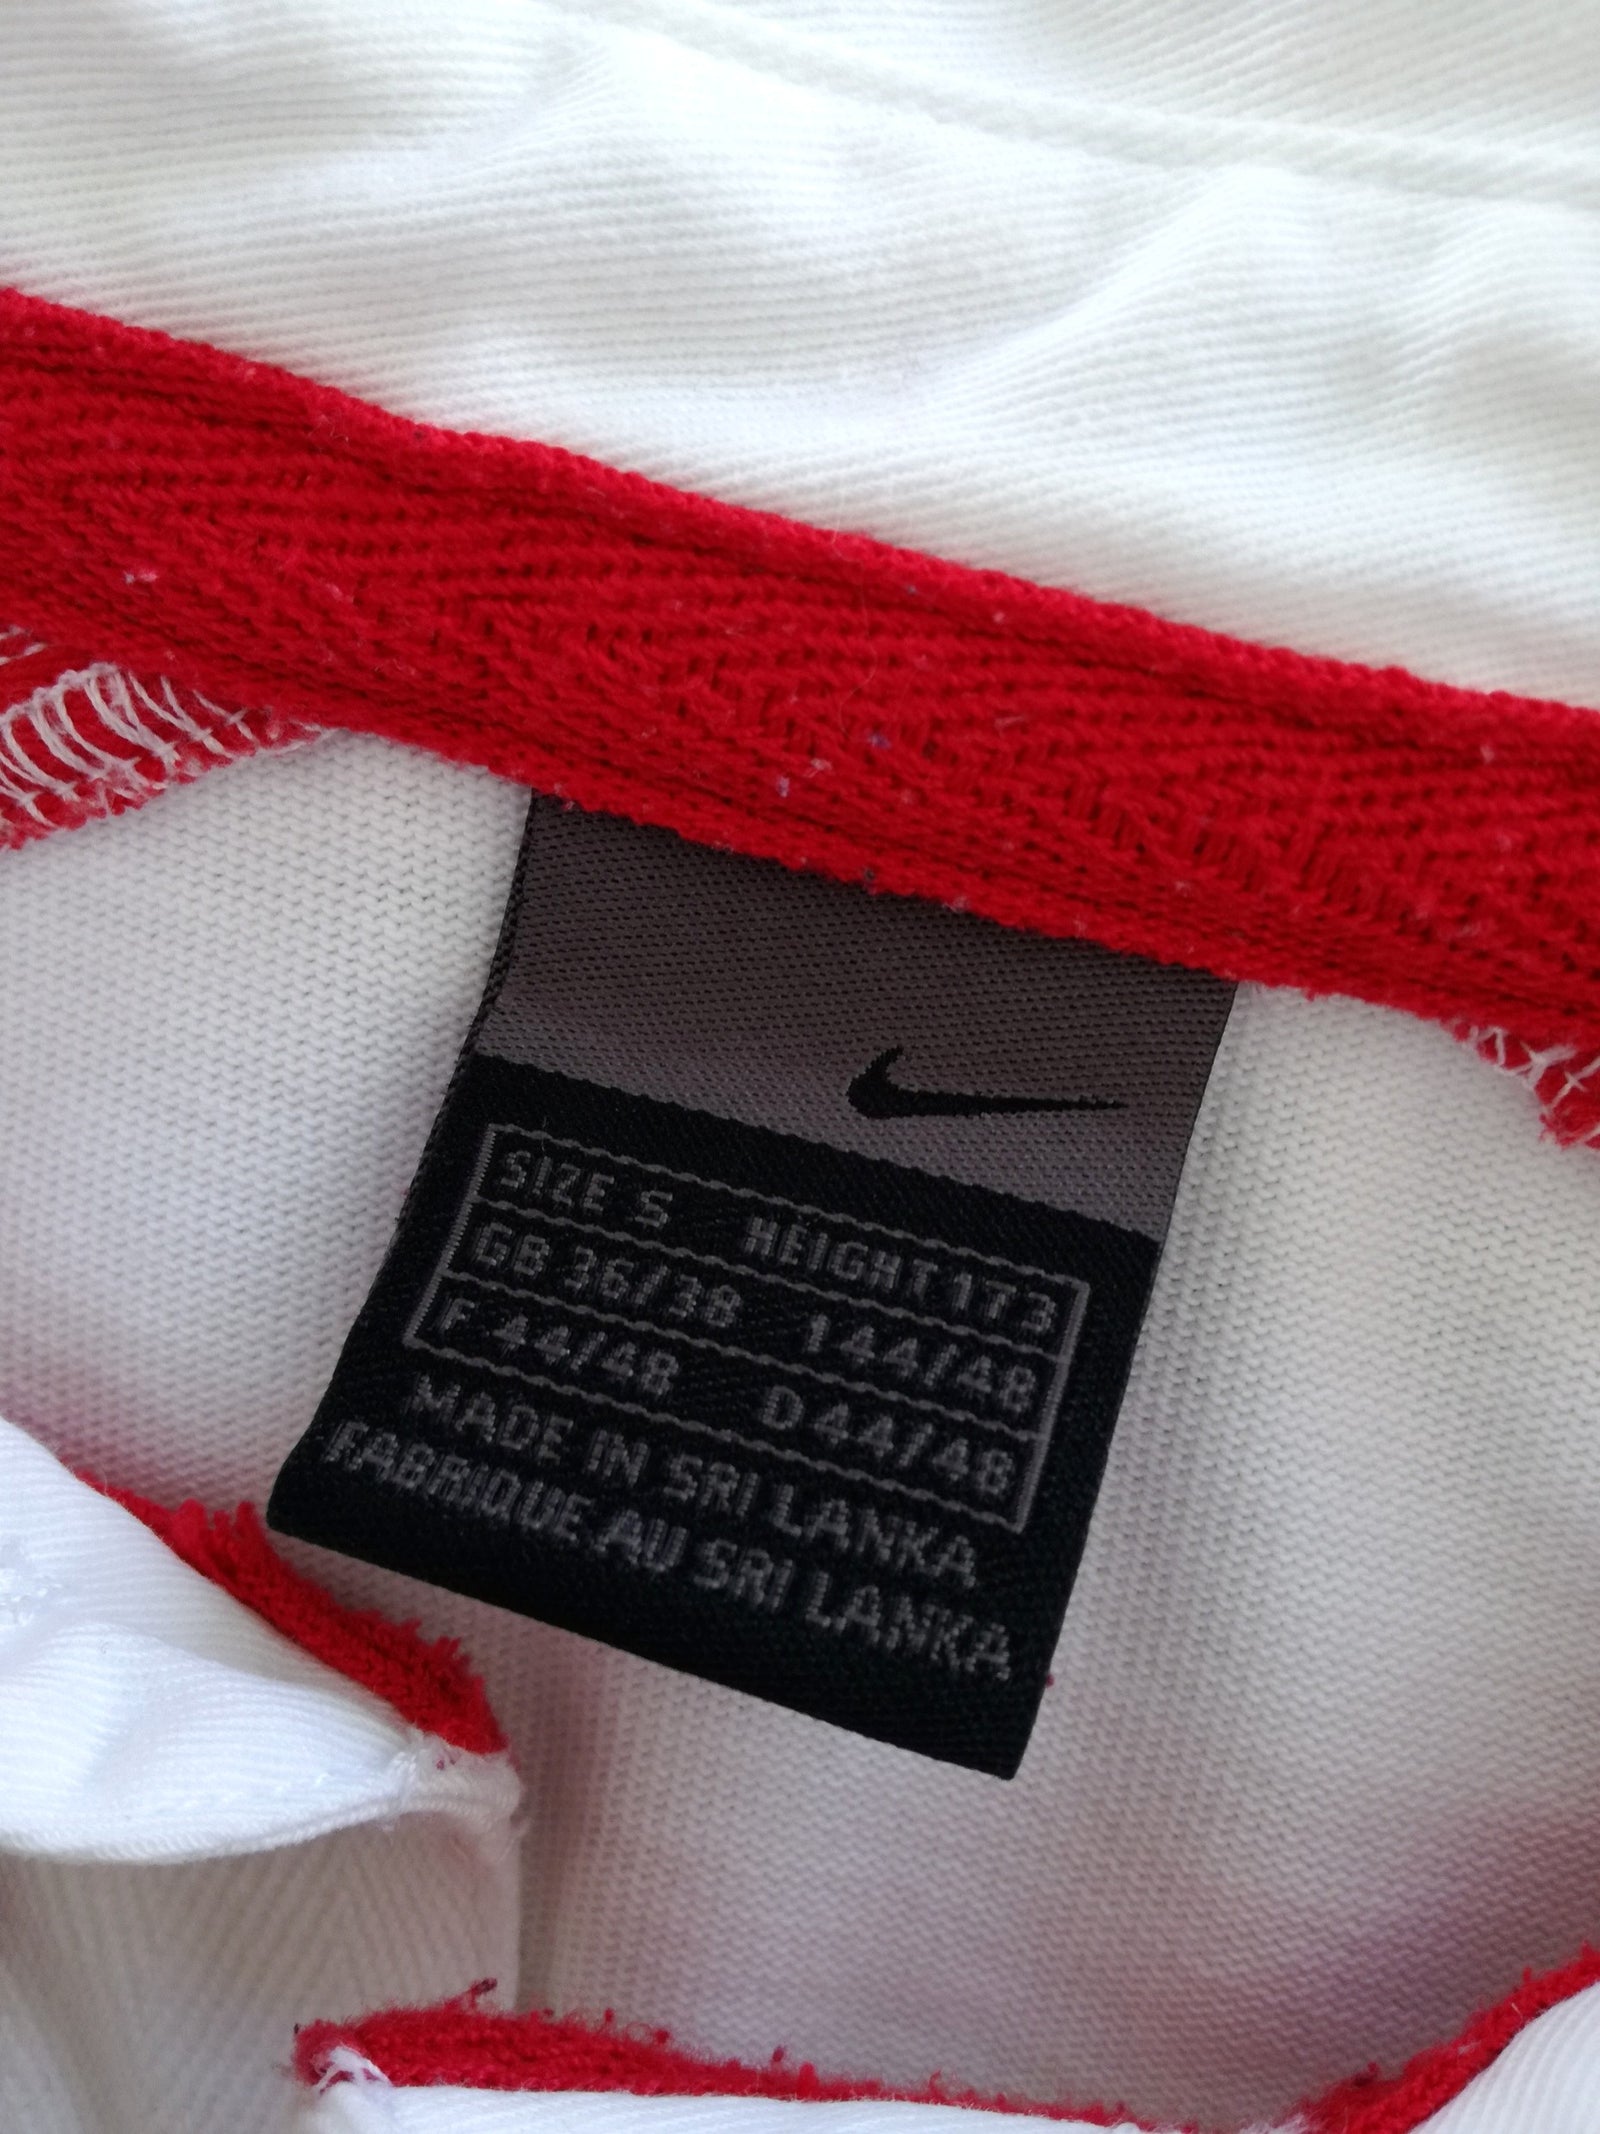 SIZE S HEIGHT 173
GB 36/38 I 44/48
F 44/48 D 44/48
MADE IN SRI LANKA
FABRIQUE AU SRI LANKA